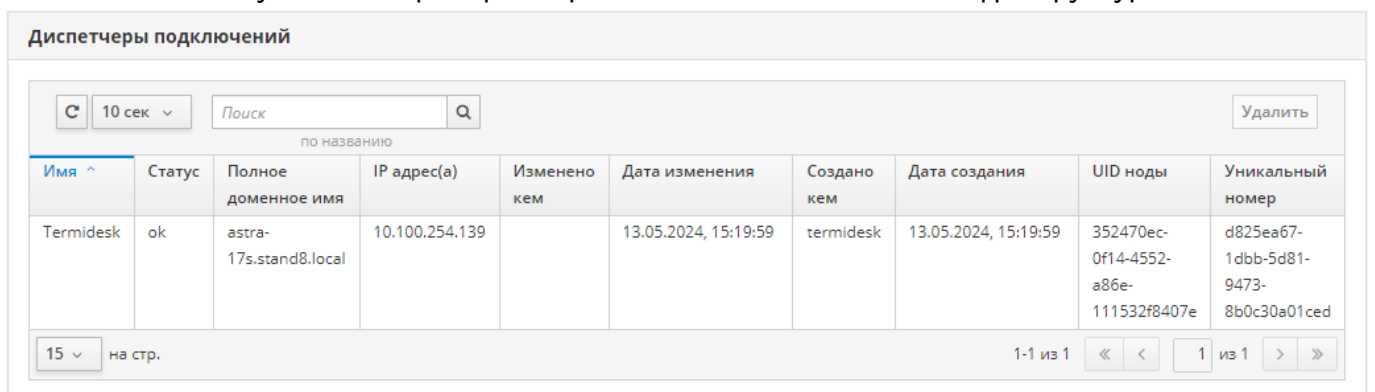 Диспетчеры подключений
10 сек
Поиск
Удалить
по названию
Имя Статус Полное доменное имя IP адрес(а) Изменено кем Дата изменения Создано кем Дата создания UID ноды Уникальный номер
Termidesk ok astra-17s.stand8.local 10.100.254.139 13.05.2024, 15:19:59 termidesk 13.05.2024, 15:19:59 352470ec-0f14-4552-a86e-111532f8407e d825ea67-1dbb-5d81-9473-8b0c30a01ced
15 на стр. 1-1 из 1 « < 1 из 1 > »